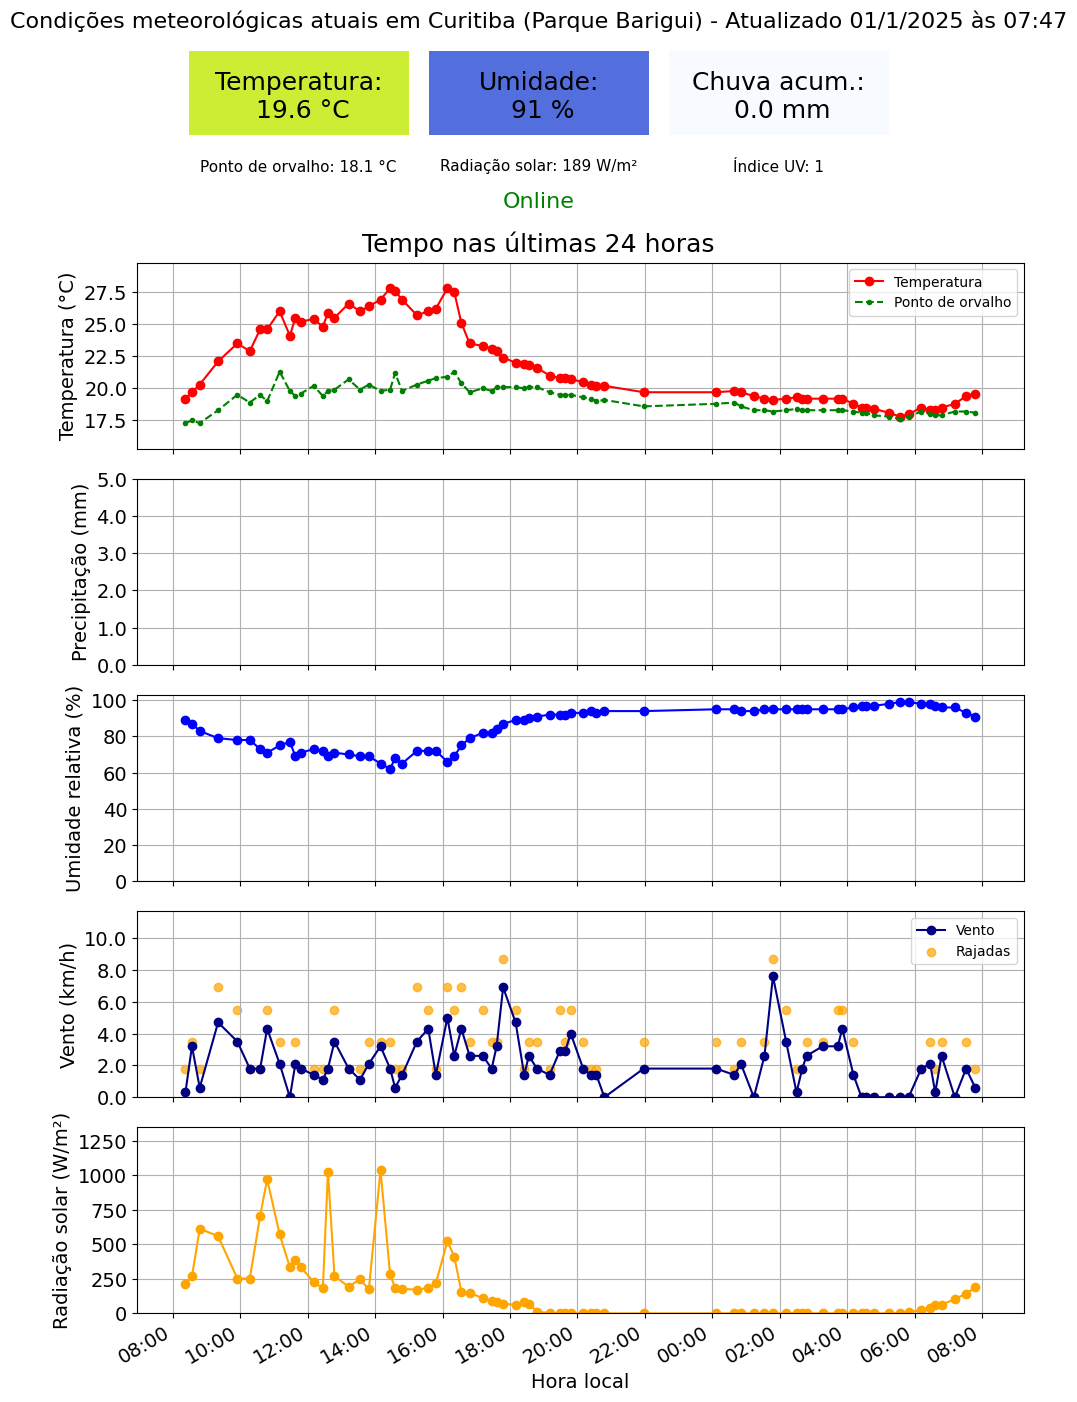 Condições meteorológicas atuais em Curitiba (Parque Barigui) - Atualizado 01/1/2025 às 07:47
Temperatura:
19.6 °C
Umidade:
91 %
Chuva acum.:
0.0 mm
Ponto de orvalho: 18.1 °C
Radiação solar: 189 W/m²
Índice UV: 1
Online
Tempo nas últimas 24 horas
Temperatura (°C)
27.5
25.0
22.5
20.0
17.5
Temperatura
Ponto de orvalho
Precipitação (mm)
5.0
4.0
3.0
2.0
1.0
0.0
Umidade relativa (%)
100
80
60
40
20
0
Vento (km/h)
10.0
8.0
6.0
4.0
2.0
0.0
Vento
Rajadas
Radiação solar (W/m²)
1250
1000
750
500
250
0
08:00
10:00
12:00
14:00
16:00
18:00
20:00
22:00
00:00
02:00
04:00
06:00
08:00
Hora local